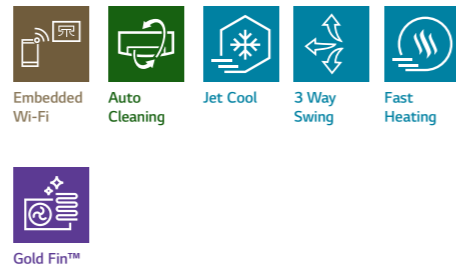 Embedded
Wi-Fi
Auto
Cleaning
Jet Cool
3 Way
Swing
Fast
Heating
Gold Fin™